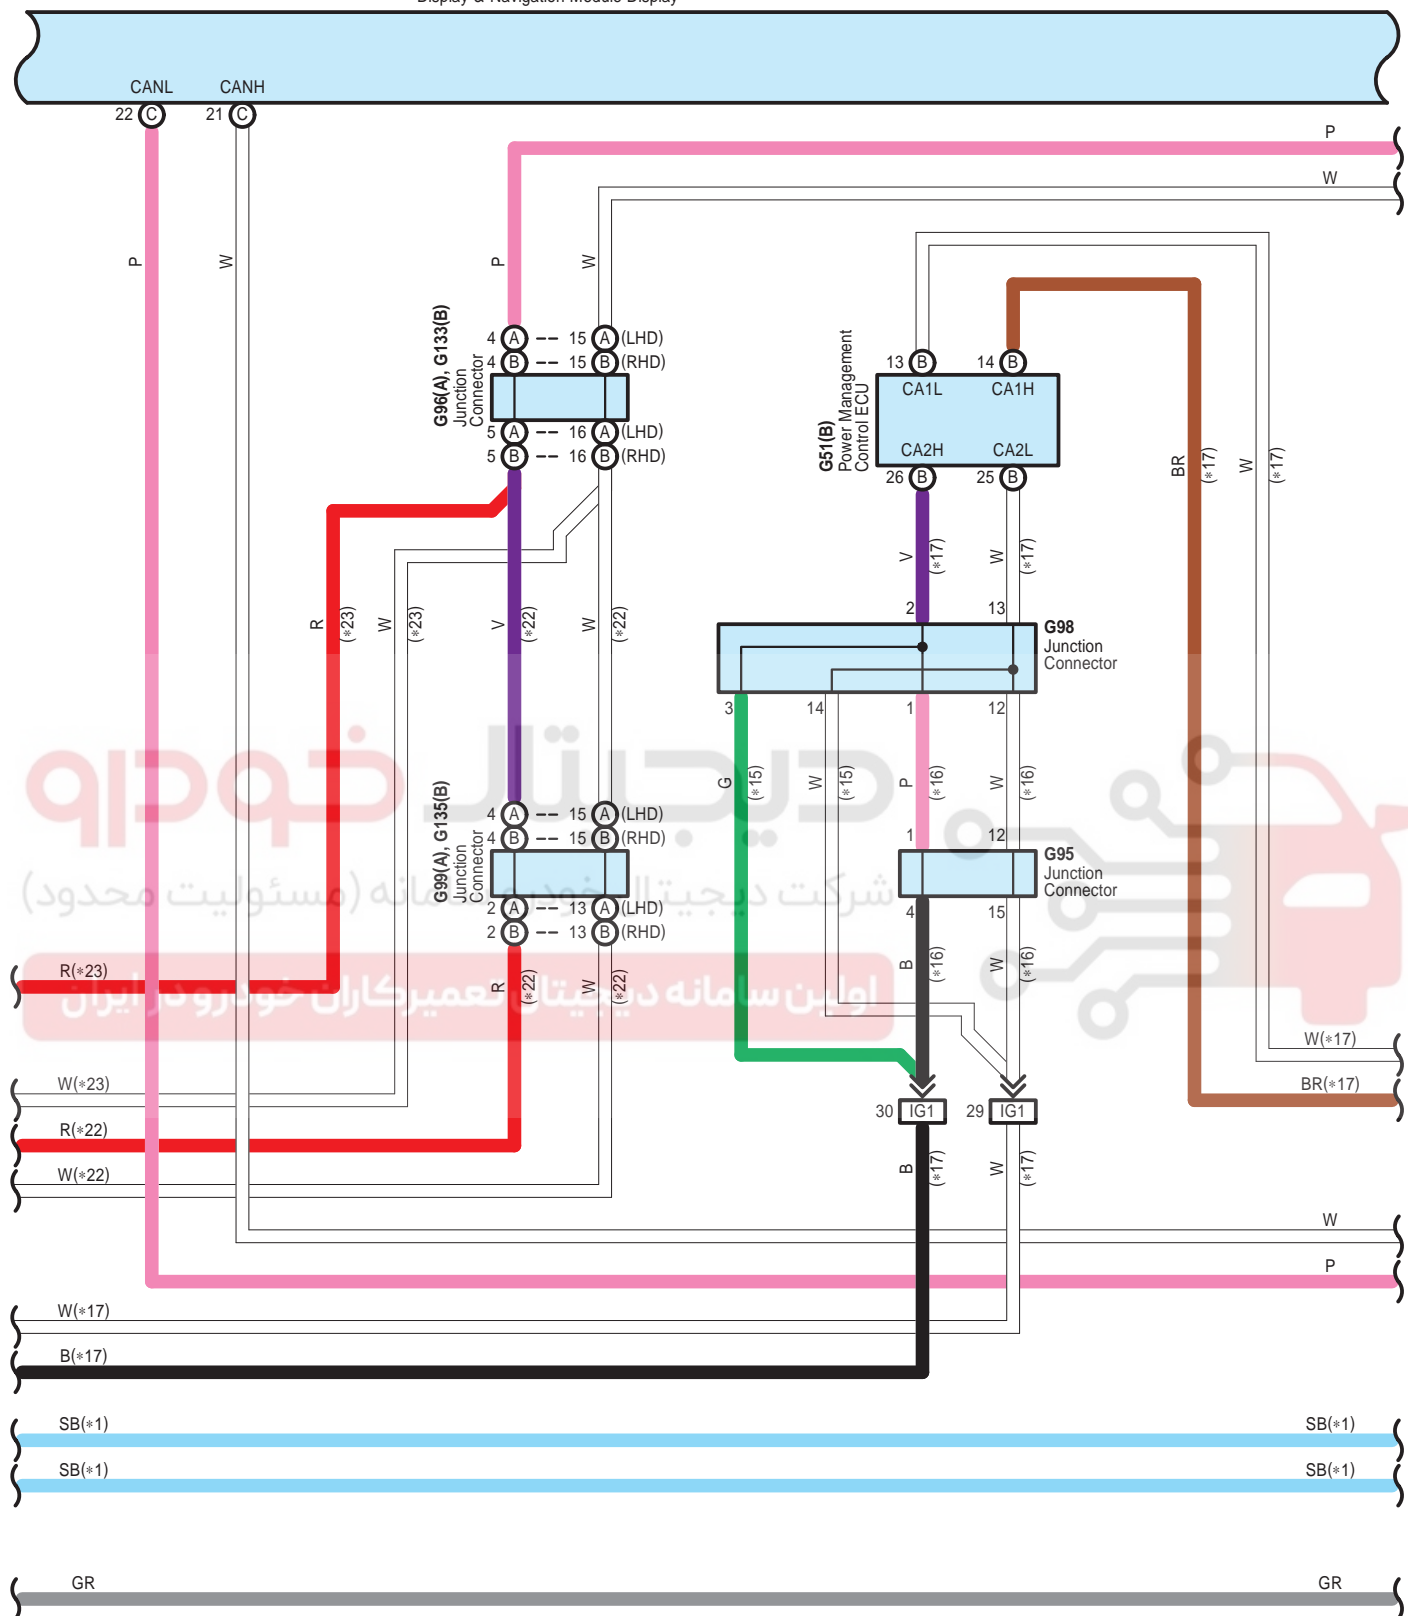 Display & Navigation Module Display
CANL
CANH
22 C
21 C
P
W
P
W
P
W
G96(A), G133(B)
Junction
Connector
4 A -- 15 A (LHD)
4 B -- 15 B (RHD)
5 A -- 16 A (LHD)
5 B -- 16 B (RHD)
G51(B)
Power Management
Control ECU
13 B
14 B
CA1L
CA1H
CA2H
CA2L
26 B
25 B
BR
(*17)
W
(*17)
V
(*17)
W
(*17)
R
(*23)
W
(*23)
V
(*22)
W
(*22)
2
13
G98
Junction
Connector
3
14
1
12
دیجیتال خودرو
G
(*15)
W
(*15)
P
(*16)
W
(*16)
G99(A), G135(B)
Junction
Connector
4 A -- 15 A (LHD)
4 B -- 15 B (RHD)
2 A -- 13 A (LHD)
2 B -- 13 B (RHD)
1
12
G95
Junction
Connector
4
15
شرکت دیجیتال خودرو سامانه (مسئولیت محدود)
R(*23)
R
(*22)
W
(*22)
B
(*16)
W
(*16)
اولین سامانه دیجیتال تعمیرکاران خودرو در ایران
W(*17)
W(*23)
BR(*17)
30 IG1
29 IG1
R(*22)
W(*22)
B
(*17)
W
(*17)
W
P
W(*17)
B(*17)
SB(*1)
SB(*1)
SB(*1)
SB(*1)
GR
GR